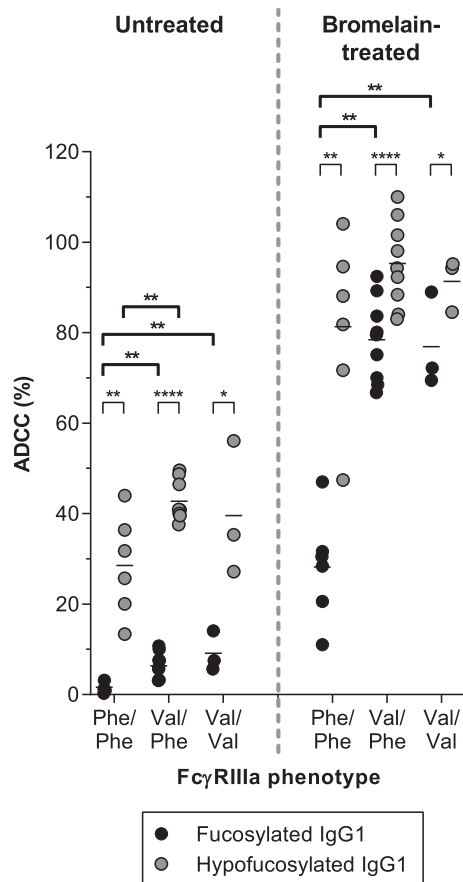 Untreated
Bromelain-
treated
**
**
** **** *
**
**
**
** **** *
120
100
80
60
40
20
0
ADCC (%)
Phe/
Phe
Val/
Phe
Val/
Val
Phe/
Phe
Val/
Phe
Val/
Val
FcγRIIIa phenotype
Fucosylated IgG1
Hypofucosylated IgG1